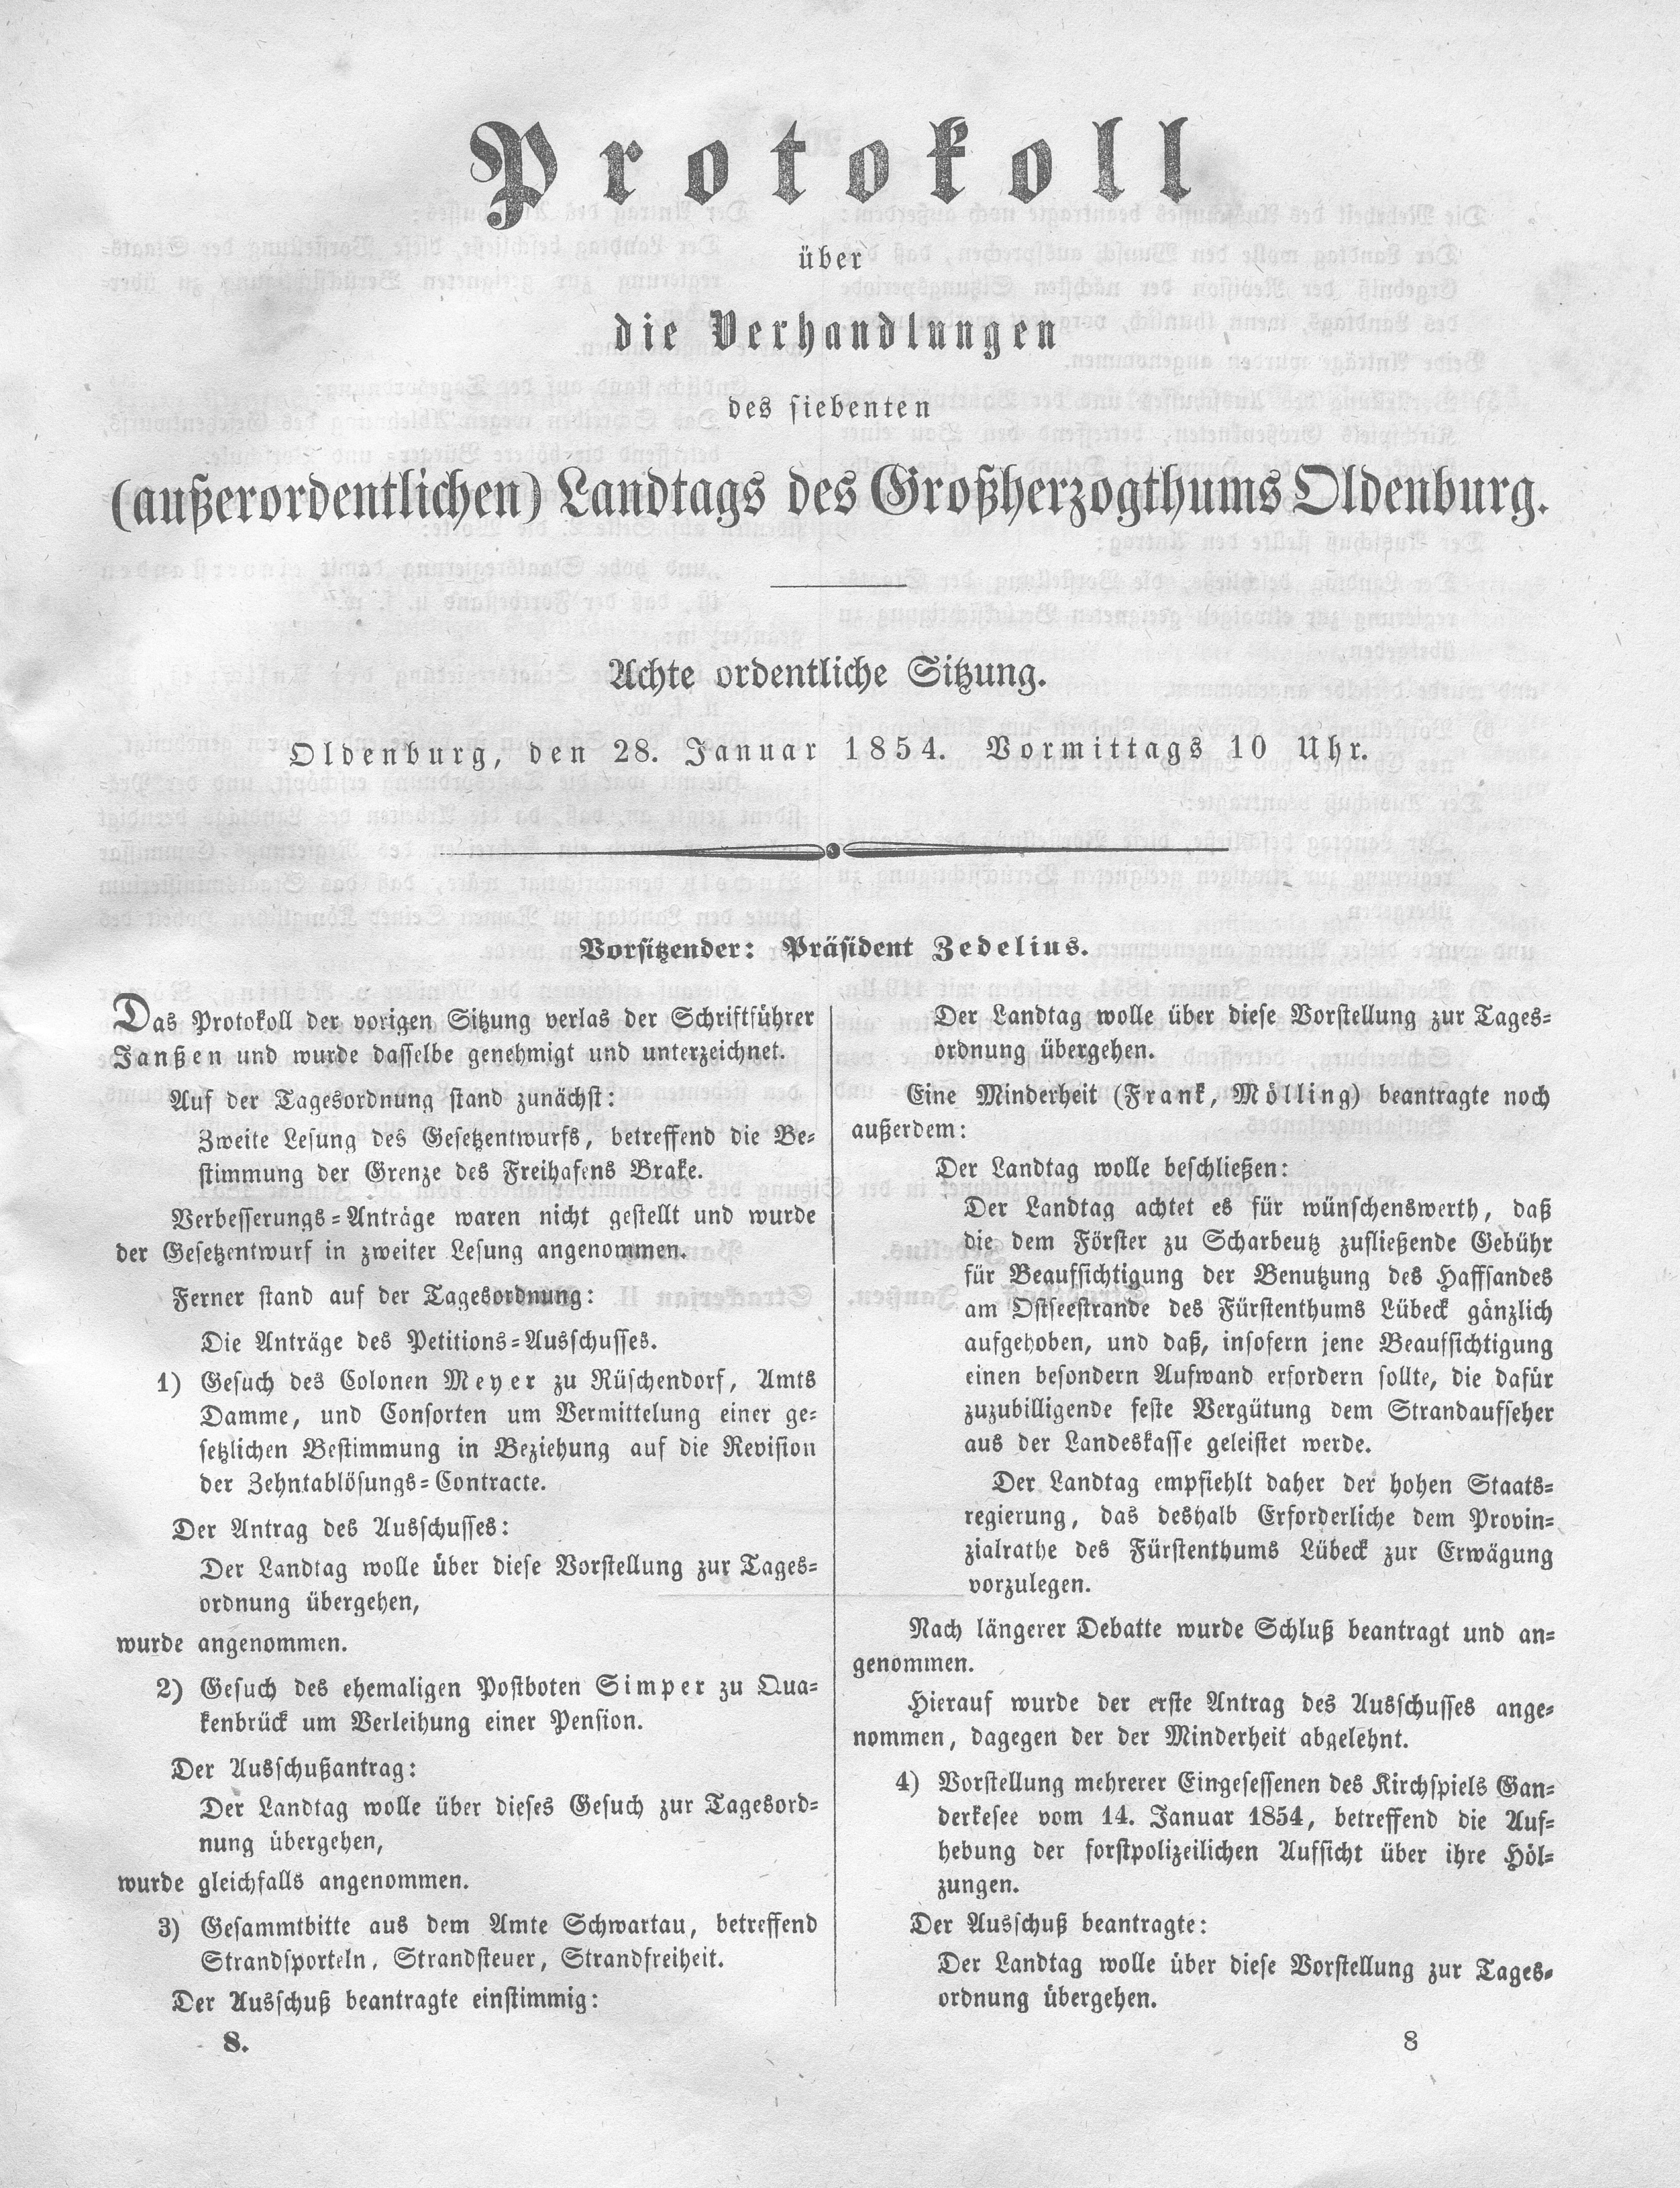 Protokoll
über
die Verhandlungen
des siebenten
(außerordentlichen) Landtags des Großherzogthums Oldenburg.
Achte ordentliche Sitzung.
Oldenburg, den 28. Januar 1854. Vormittags 10 Uhr.
Vorsitzender: Präsident Zedelius.
Das Protokoll der vorigen Sitzung verlas der Schriftführer
Janßen und wurde dasselbe genehmigt und unterzeichnet.
Auf der Tagesordnung stand zunächst:
Zweite Lesung des Gesetzentwurfs, betreffend die Be-
stimmung der Grenze des Freihafens Brake.
Verbesserungs-Anträge waren nicht gestellt und wurde
der Gesetzentwurf in zweiter Lesung angenommen.
Ferner stand auf der Tagesordnung:
Die Anträge des Petitions-Ausschusses.
1) Gesuch des Colonen Meyer zu Rüschendorf, Amts
Damme, und Consorten um Vermittelung einer ge-
setzlichen Bestimmung in Beziehung auf die Revision
der Zehntablösungs-Contracte.
Der Antrag des Ausschusses:
Der Landtag wolle über diese Vorstellung zur Tages-
ordnung übergehen,
wurde angenommen.
2) Gesuch des ehemaligen Postboten Simper zu Qua-
kenbrück um Verleihung einer Pension.
Der Ausschußantrag:
Der Landtag wolle über dieses Gesuch zur Tagesord-
nung übergehen,
wurde gleichfalls angenommen.
3) Gesammtbitte aus dem Amte Schwartau, betreffend
Strandsporteln, Strandsteuer, Strandfreiheit.
Der Ausschuß beantragte einstimmig:
8.
Der Landtag wolle über diese Vorstellung zur Tages-
ordnung übergehen.
Eine Minderheit (Frank, Mölling) beantragte noch
außerdem:
Der Landtag wolle beschließen:
Der Landtag achtet es für wünschenswerth, daß
die dem Förster zu Scharbeutz zufließende Gebühr
für Beaufsichtigung der Benutzung des Haffsandes
am Ostseestrande des Fürstenthums Lübeck gänzlich
aufgehoben, und daß, insofern jene Beaufsichtigung
einen besondern Aufwand erfordern sollte, die dafür
zuzubilligende feste Vergütung dem Strandaufseher
aus der Landeskasse geleistet werde.
Der Landtag empfiehlt daher der hohen Staats-
regierung, das deshalb Erforderliche dem Provin-
zialrathe des Fürstenthums Lübeck zur Erwägung
vorzulegen.
Nach längerer Debatte wurde Schluß beantragt und an-
genommen.
Hierauf wurde der erste Antrag des Ausschusses ange-
nommen, dagegen der der Minderheit abgelehnt.
4) Vorstellung mehrerer Eingesessenen des Kirchspiels Gan-
derkesee vom 14. Januar 1854, betreffend die Auf-
hebung der forstpolizeilichen Aufsicht über ihre Höl-
zungen.
Der Ausschuß beantragte:
Der Landtag wolle über diese Vorstellung zur Tages-
ordnung übergehen.
8